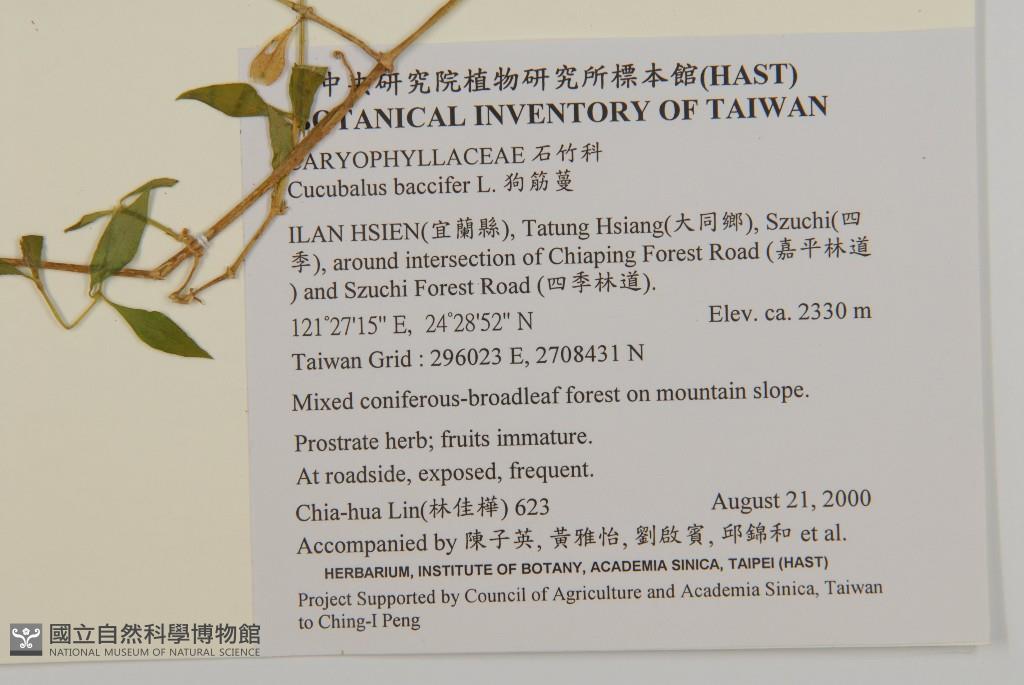 中央研究院植物研究所標本館(HAST)
BOTANICAL INVENTORY OF TAIWAN
CARYOPHYLLACEAE 石竹科
Cucubalus baccifer L. 狗筋蔓
ILAN HSIEN(宜蘭縣), Tatung Hsiang(大同鄉), Szuchi(四
季), around intersection of Chiaping Forest Road (嘉平林道
) and Szuchi Forest Road (四季林道).
121°27'15" E, 24°28'52" N Elev. ca. 2330 m
Taiwan Grid : 296023 E, 2708431 N
Mixed coniferous-broadleaf forest on mountain slope.
Prostrate herb; fruits immature.
At roadside, exposed, frequent.
Chia-hua Lin(林佳樺) 623 August 21, 2000
Accompanied by 陳子英, 黃雅怡, 劉啟賓, 邱錦和 et al.
HERBARIUM, INSTITUTE OF BOTANY, ACADEMIA SINICA, TAIPEI (HAST)
Project Supported by Council of Agriculture and Academia Sinica, Taiwan
to Ching-I Peng
國立自然科學博物館
NATIONAL MUSEUM OF NATURAL SCIENCE